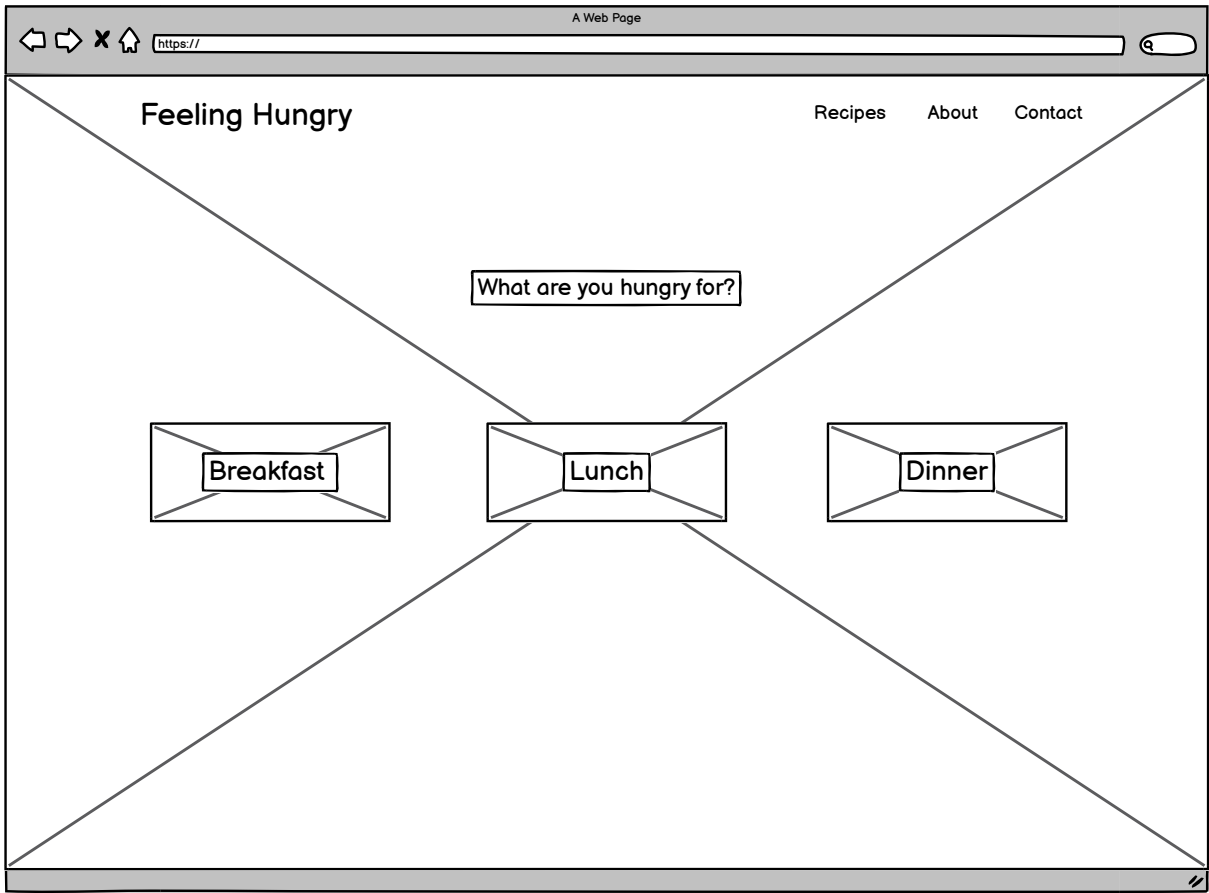 A Web Page
https://
Feeling Hungry
Recipes About Contact
What are you hungry for?
Breakfast Lunch Dinner